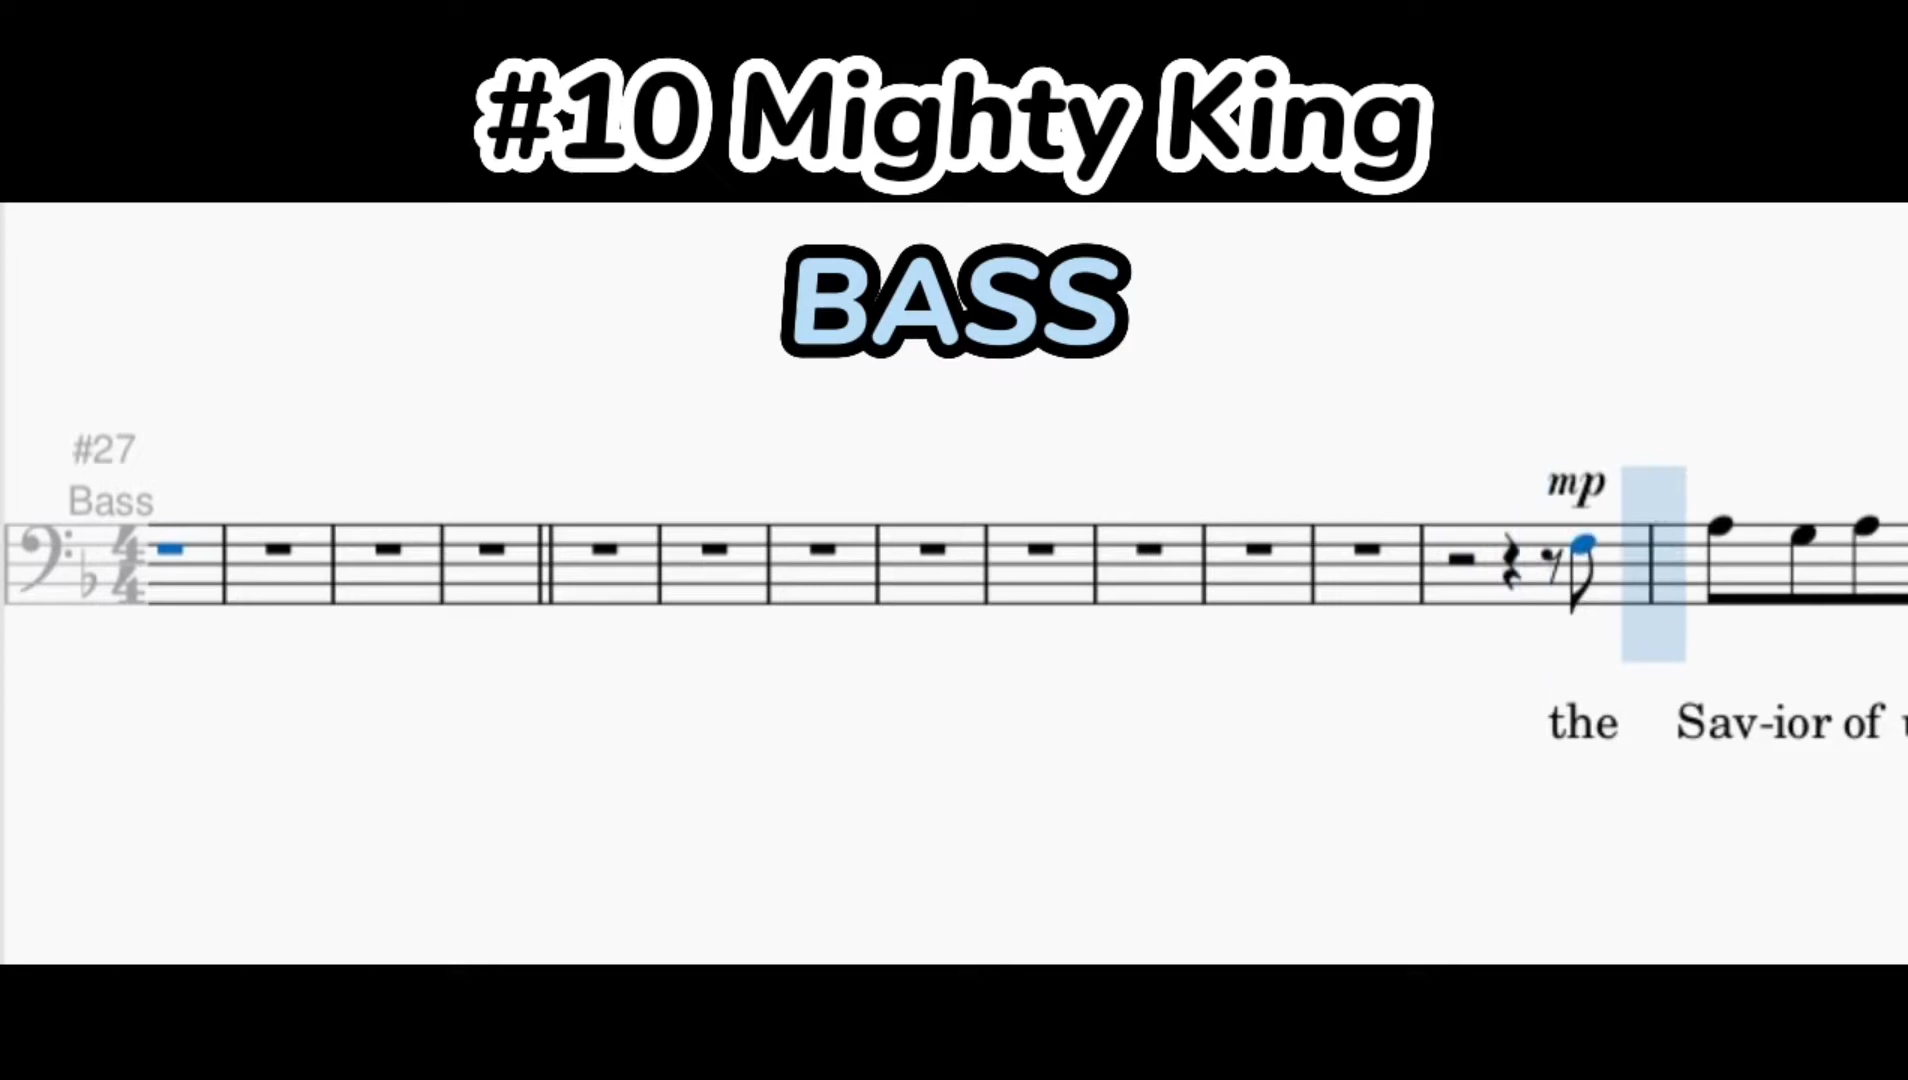 #10 Mighty King
BASS
#27
Bass
mp
the Sav-ior of